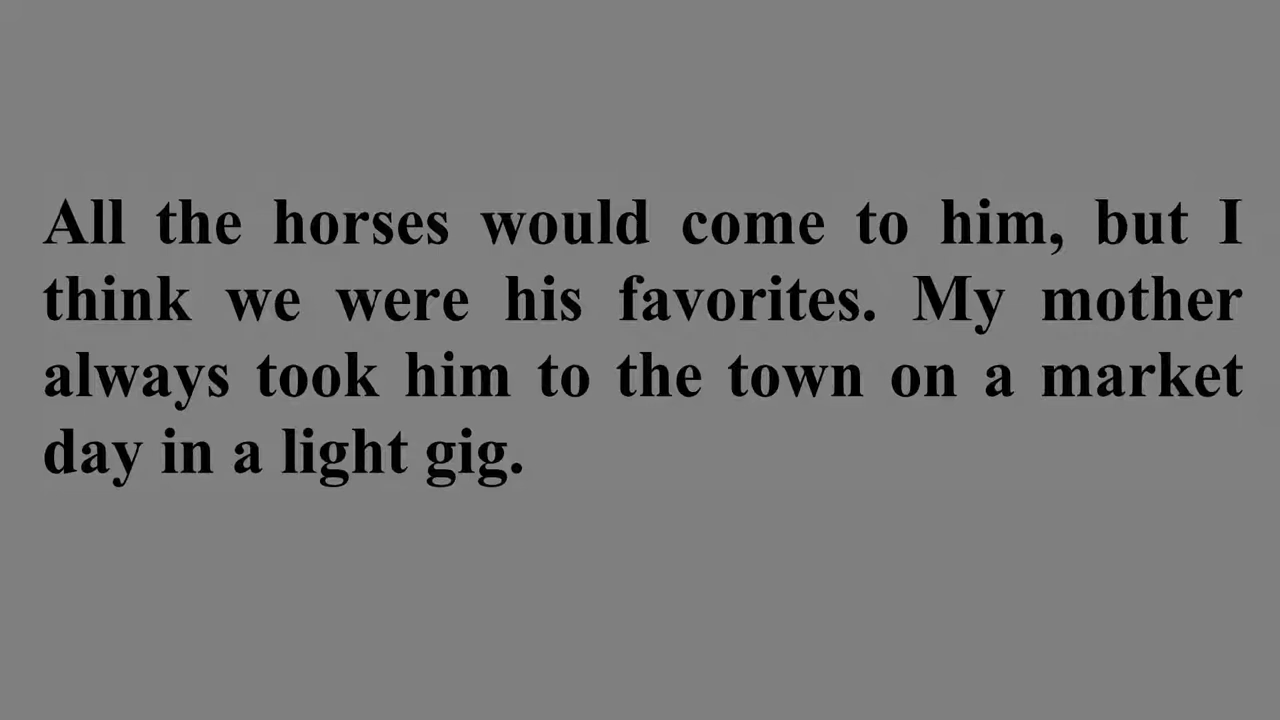 All the horses would come to him, but I
think we were his favorites. My mother
always took him to the town on a market
day in a light gig.